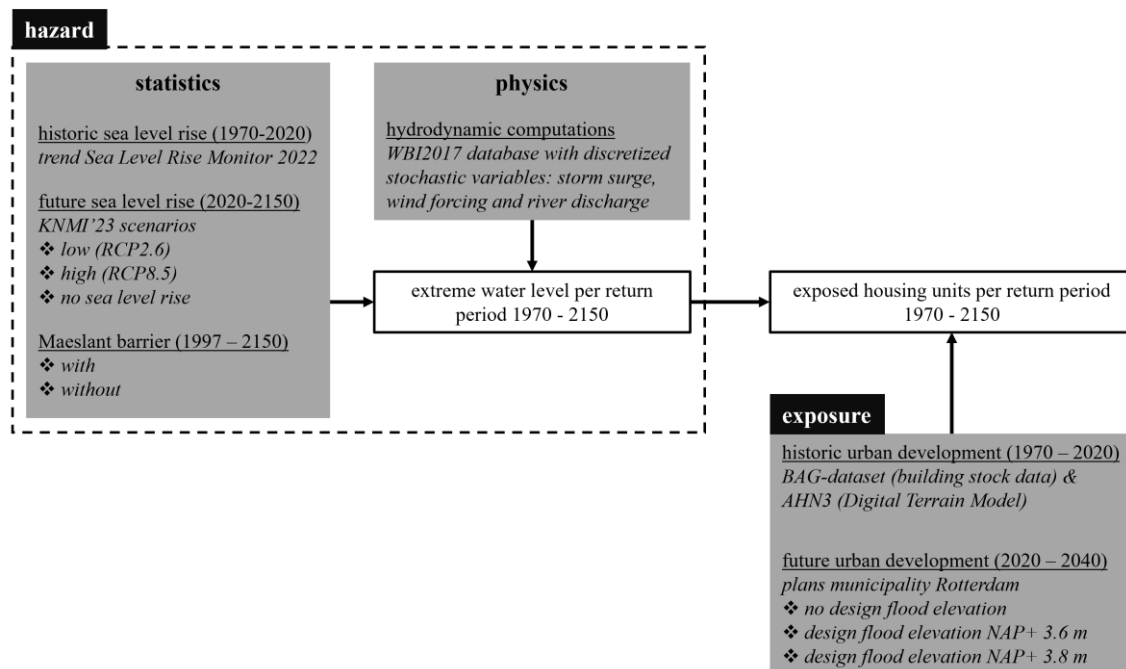 hazard
statistics
historic sea level rise (1970-2020)
trend Sea Level Rise Monitor 2022
future sea level rise (2020-2150)
KNMI’23 scenarios
❖ low (RCP2.6)
❖ high (RCP8.5)
❖ no sea level rise
Maeslant barrier (1997 – 2150)
❖ with
❖ without
physics
hydrodynamic computations
WBI2017 database with discretized
stochastic variables: storm surge,
wind forcing and river discharge
extreme water level per return
period 1970 - 2150
exposed housing units per return period
1970 - 2150
exposure
historic urban development (1970 – 2020)
BAG-dataset (building stock data) &
AHN3 (Digital Terrain Model)
future urban development (2020 – 2040)
plans municipality Rotterdam
❖ no design flood elevation
❖ design flood elevation NAP+ 3.6 m
❖ design flood elevation NAP+ 3.8 m